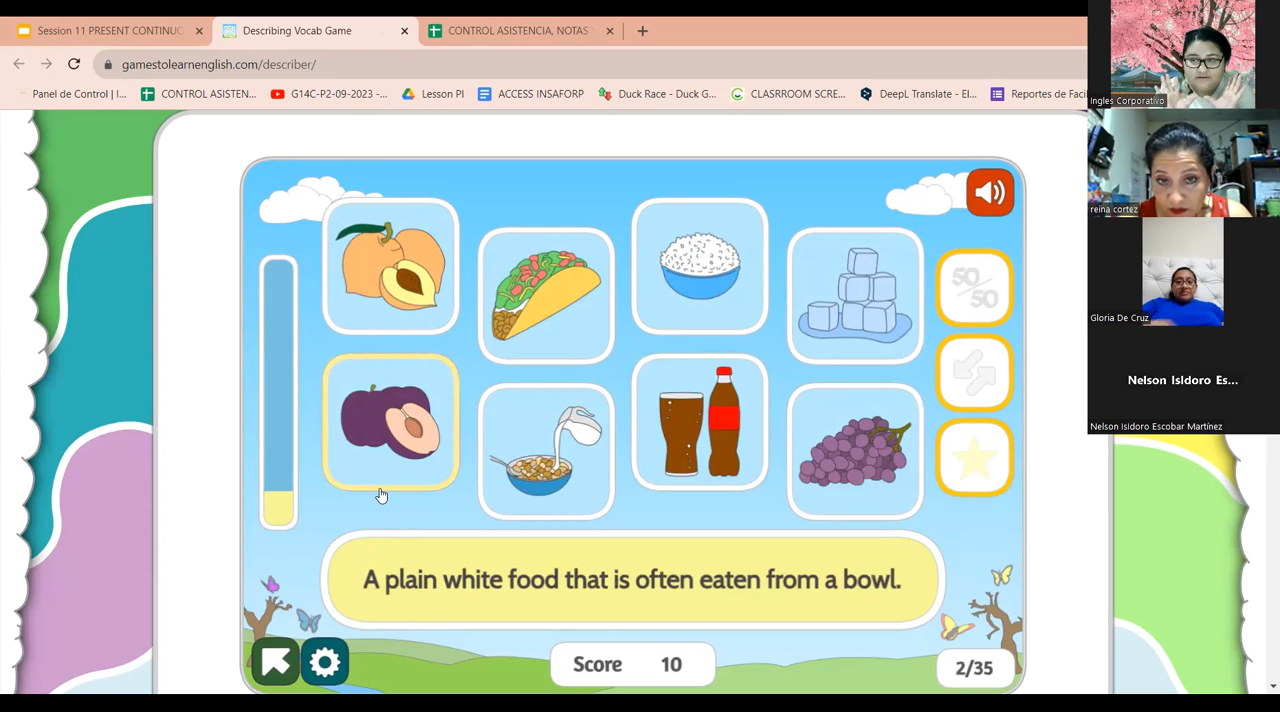 Session 11 PRESENT CONTINUO
Describing Vocab Game
CONTROL ASISTENCIA, NOTAS
gamestolearnenglish.com/describer/
Panel de Control | I...
CONTROL ASISTEN...
G14C-P2-09-2023 -...
Lesson Pl
ACCESS INSAFORP
Duck Race - Duck G...
CLASRROOM SCRE...
DeepL Translate - El...
Reportes de Facil
Ingles Corporativo
reina cortez
Gloria De Cruz
Nelson Isidoro Es...
Nelson Isidoro Escobar Martínez
50/50
A plain white food that is often eaten from a bowl.
Score 10
2/35